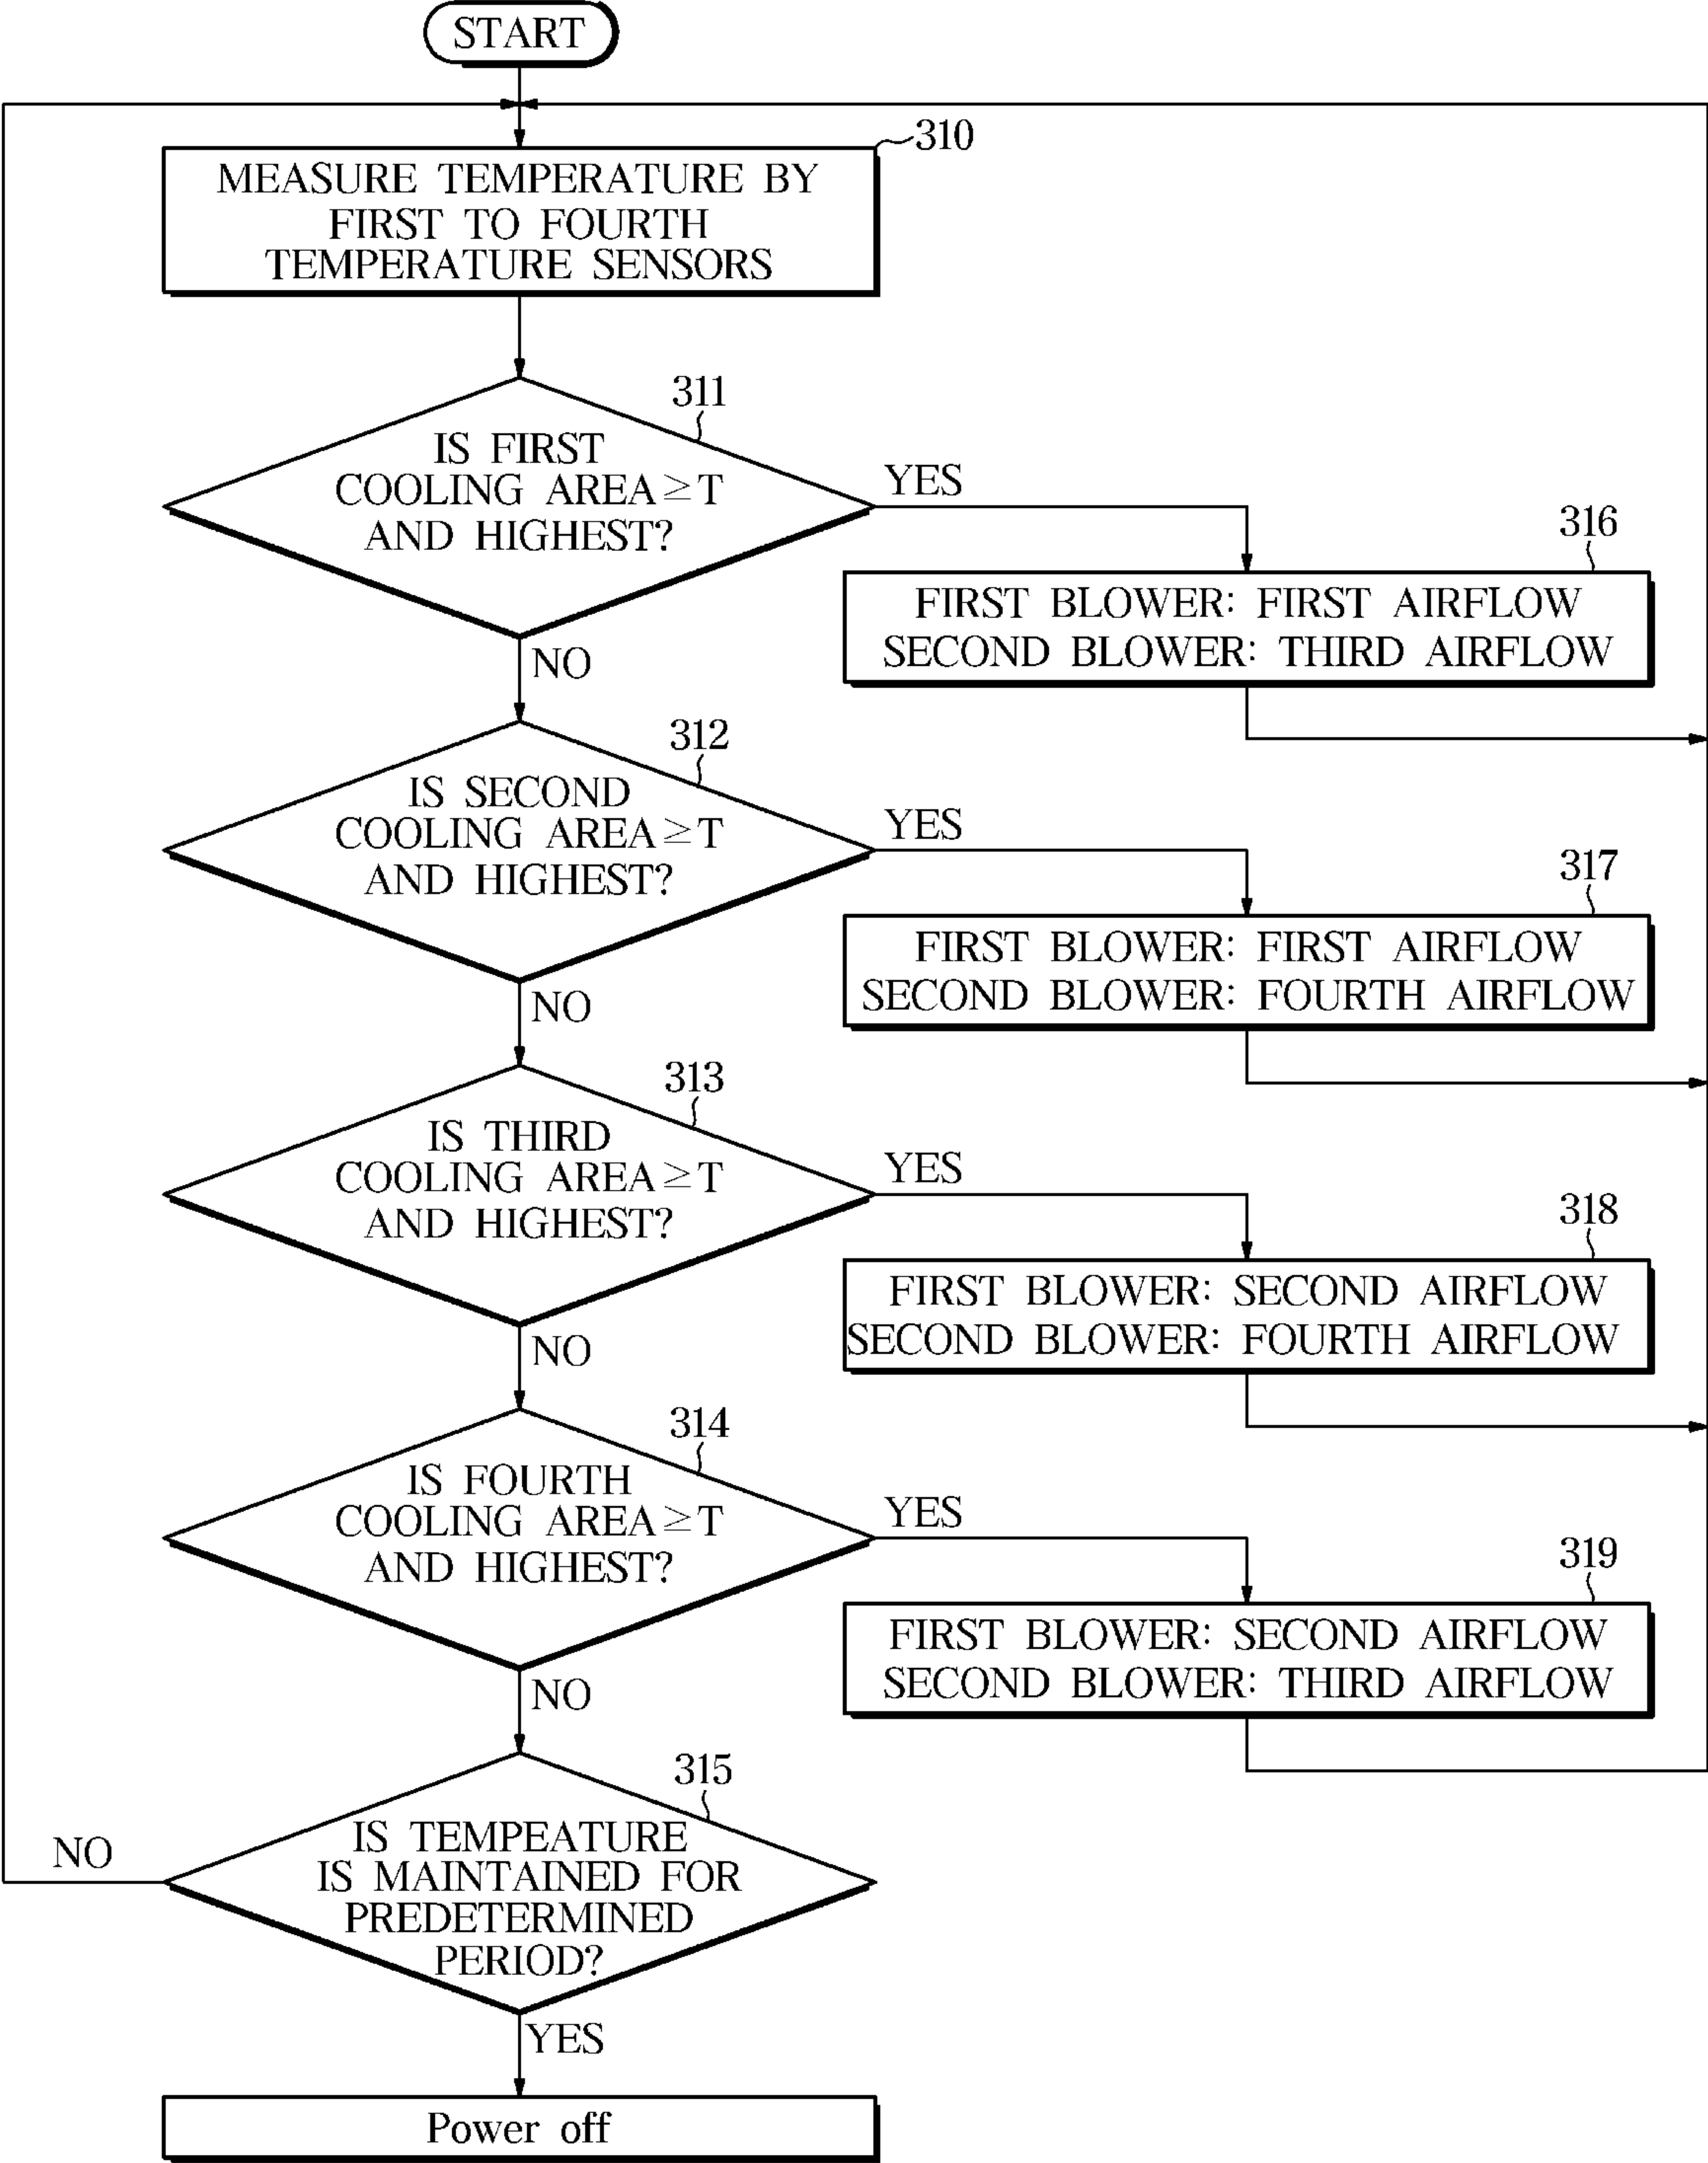 START
310
MEASURE TEMPERATURE BY
FIRST TO FOURTH
TEMPERATURE SENSORS
311
IS FIRST
COOLING AREA≥T
AND HIGHEST?
YES
NO
316
FIRST BLOWER: FIRST AIRFLOW
SECOND BLOWER: THIRD AIRFLOW
312
IS SECOND
COOLING AREA≥T
AND HIGHEST?
YES
NO
317
FIRST BLOWER: FIRST AIRFLOW
SECOND BLOWER: FOURTH AIRFLOW
313
IS THIRD
COOLING AREA≥T
AND HIGHEST?
YES
NO
318
FIRST BLOWER: SECOND AIRFLOW
SECOND BLOWER: FOURTH AIRFLOW
314
IS FOURTH
COOLING AREA≥T
AND HIGHEST?
YES
NO
319
FIRST BLOWER: SECOND AIRFLOW
SECOND BLOWER: THIRD AIRFLOW
315
IS TEMPEATURE
IS MAINTAINED FOR
PREDETERMINED
PERIOD?
NO
YES
Power off